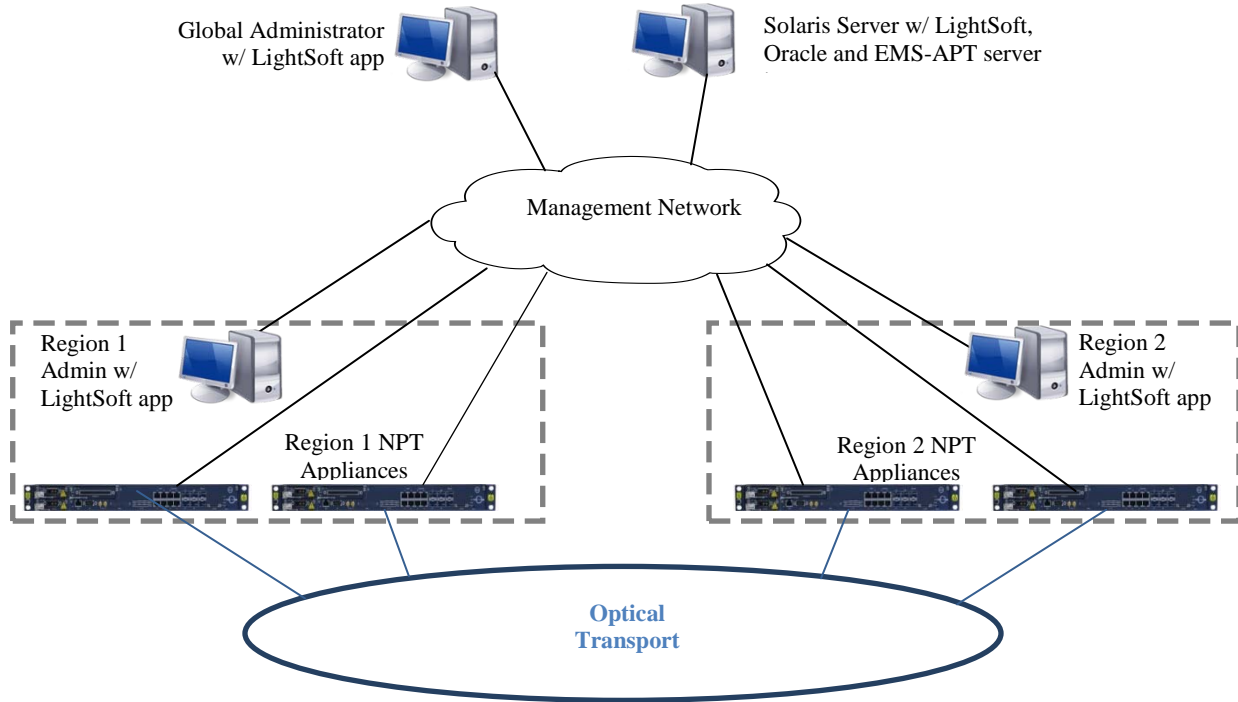 Global Administrator
w/ LightSoft app
Solaris Server w/ LightSoft,
Oracle and EMS-APT server
Management Network
Region 1
Admin w/
LightSoft app
Region 2
Admin w/
LightSoft app
Region 1 NPT
Appliances
Region 2 NPT
Appliances
Optical
Transport